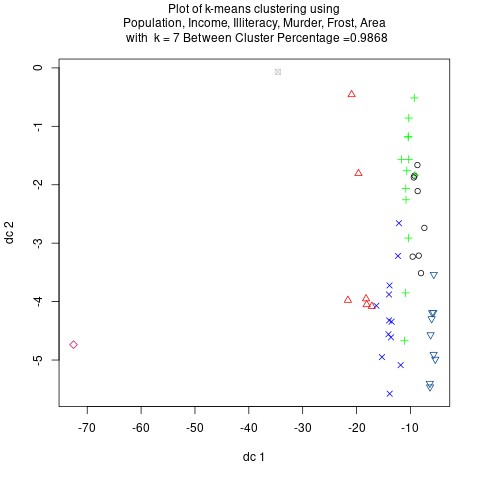 Plot of k-means clustering using
Population, Income, Illiteracy, Murder, Frost, Area
with k = 7 Between Cluster Percentage =0.9868
0
-1
-2
-3
-4
-5
dc 2
-70
-60
-50
-40
-30
-20
-10
dc 1